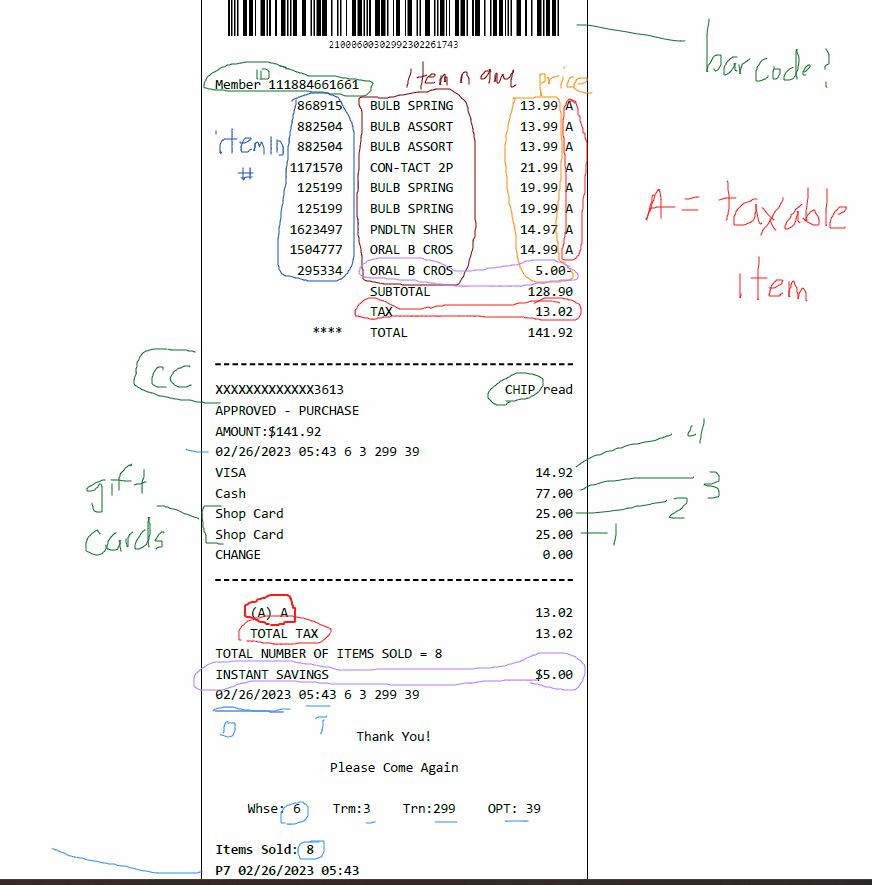 21000600302992302261743
barcode?
ID
Item name
price
Member 111884661661
868915 BULB SPRING 13.99 A
882504 BULB ASSORT 13.99 A
882504 BULB ASSORT 13.99 A
item ID
#
1171570 CON-TACT 2P 21.99 A
125199 BULB SPRING 19.99 A
125199 BULB SPRING 19.99 A
1623497 PNDLTN SHER 14.97 A
1504777 ORAL B CROS 14.99 A
295334 ORAL B CROS 5.00-
A = taxable
Item
SUBTOTAL 128.90
TAX 13.02
**** TOTAL 141.92
CC
XXXXXXXXXXXXX3613 CHIP read
APPROVED - PURCHASE
AMOUNT:$141.92
02/26/2023 05:43 6 3 299 39
VISA 14.92 4
Cash 77.00 3
Shop Card 25.00 2
Shop Card 25.00 1
gift
cards
CHANGE 0.00
(A) A 13.02
TOTAL TAX 13.02
TOTAL NUMBER OF ITEMS SOLD = 8
INSTANT SAVINGS $5.00
02/26/2023 05:43 6 3 299 39
D T
Thank You!
Please Come Again
Whse: 6 Trm:3 Trn:299 OPT: 39
Items Sold: 8
P7 02/26/2023 05:43